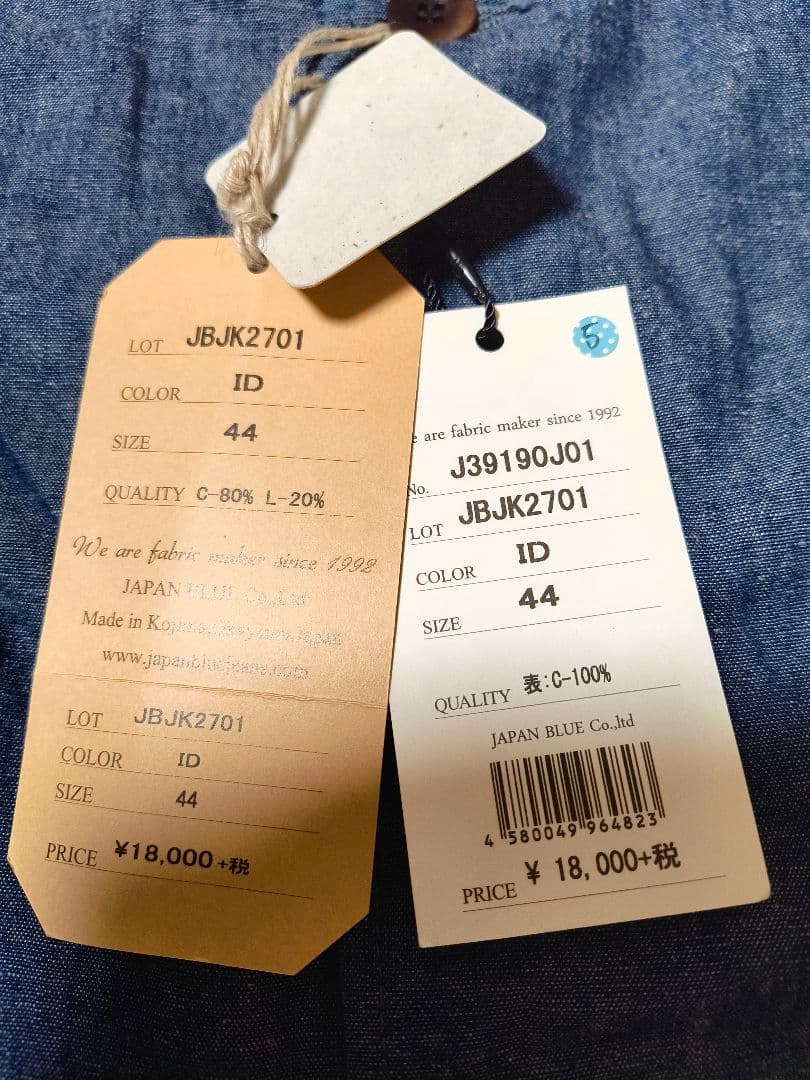 LOT JBJK2701
COLOR ID
SIZE 44
QUALITY C-80% L-20%
We are fabric maker since 1992
JAPAN BLUE Co.,Ltd
Made in Kojima, Okayama, Japan
www.japanbluejeans.com
LOT JBJK2701
COLOR ID
SIZE 44
PRICE ¥18,000+税
5
e are fabric maker since 1992
No. J39190J01
LOT JBJK2701
COLOR ID
SIZE 44
QUALITY 表:C-100%
JAPAN BLUE Co.,ltd
4 580049 964823
PRICE ¥ 18,000+税